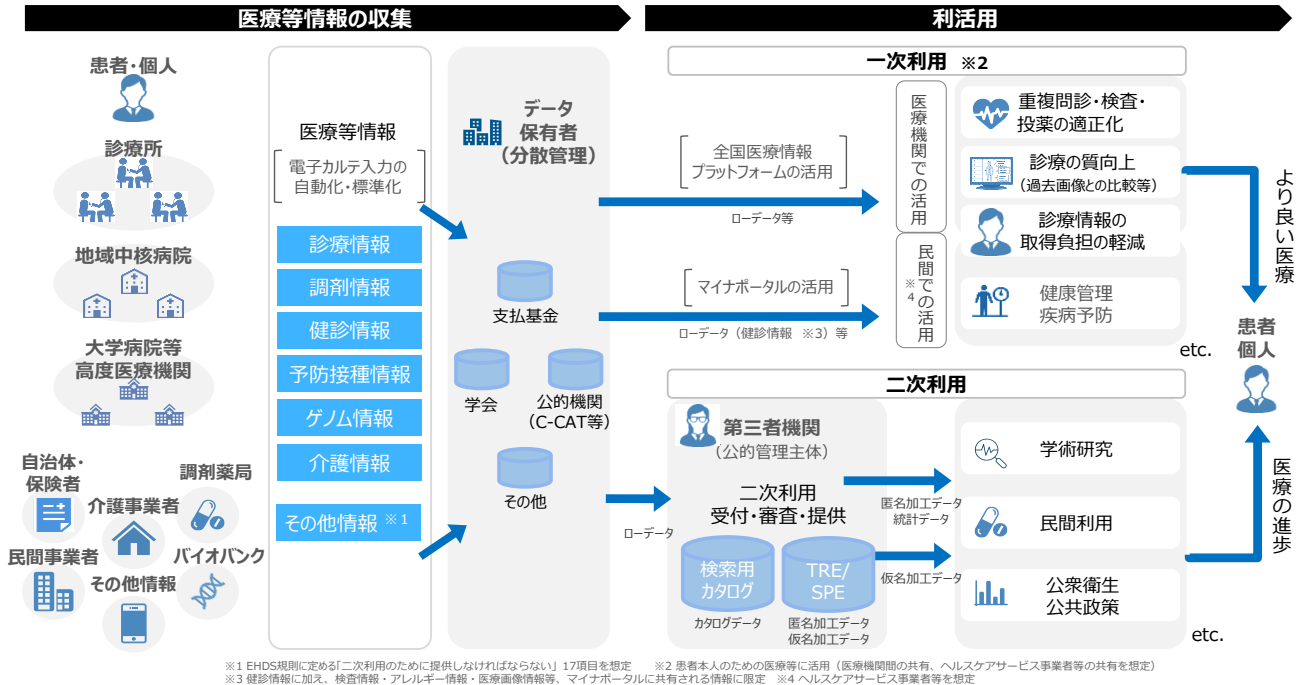 医療等情報の収集
利活用
患者・個人
診療所
地域中核病院
大学病院等
高度医療機関
自治体・
保険者
調剤薬局
介護事業者
民間事業者
バイオバンク
その他情報
医療等情報
電子カルテ入力の
自動化・標準化
診療情報
調剤情報
健診情報
予防接種情報
ゲノム情報
介護情報
その他情報 ※1
データ
保有者
（分散管理）
支払基金
学会
公的機関
（C-CAT等）
その他
一次利用 ※2
全国医療情報
プラットフォームの活用
ローデータ等
マイナポータルの活用
ローデータ（健診情報 ※3）等
医療機関での活用
民間での活用
※4
重複問診・検査・
投薬の適正化
診療の質向上
（過去画像との比較等）
診療情報の
取得負担の軽減
健康管理
疾病予防
etc.
二次利用
ローデータ
第三者機関
（公的管理主体）
二次利用
受付・審査・提供
検索用
カタログ
カタログデータ
TRE/
SPE
匿名加工データ
仮名加工データ
匿名加工データ
統計データ
仮名加工データ
学術研究
民間利用
公衆衛生
公共政策
etc.
より良い医療
患者
個人
医療の進歩
※1 EHDS規則に定める「二次利用のために提供しなければならない」17項目を想定 ※2 患者本人のための医療等に活用（医療機関間の共有、ヘルスケアサービス事業者等の共有を想定）
※3 健診情報に加え、検査情報・アレルギー情報・医療画像情報等、マイナポータルに共有される情報に限定 ※4 ヘルスケアサービス事業者等を想定